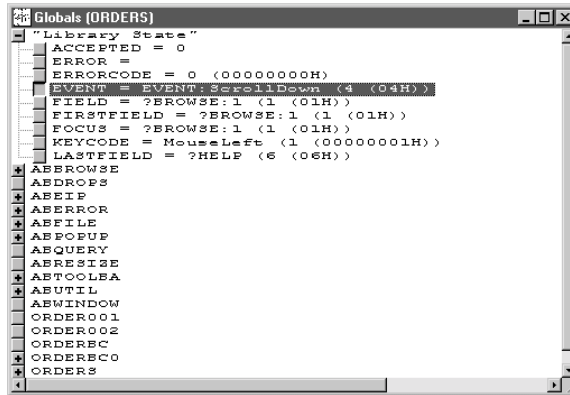 Globals (ORDERS)
"Library State"
ACCEPTED = 0
ERROR =
ERRORCODE = 0 (00000000H)
EVENT = EVENT:ScrollDown (4 (04H))
FIELD = ?BROWSE:1 (1 (01H))
FIRSTFIELD = ?BROWSE:1 (1 (01H))
FOCUS = ?BROWSE:1 (1 (01H))
KEYCODE = MouseLeft (1 (00000001H))
LASTFIELD = ?HELP (6 (06H))
ABBROWSE
ABDROPS
ABEIP
ABERROR
ABFILE
ABPOPUP
ABQUERY
ABRESIZE
ABTOOLBA
ABUTIL
ABWINDOW
ORDER001
ORDER002
ORDERBC
ORDERBC0
ORDERS